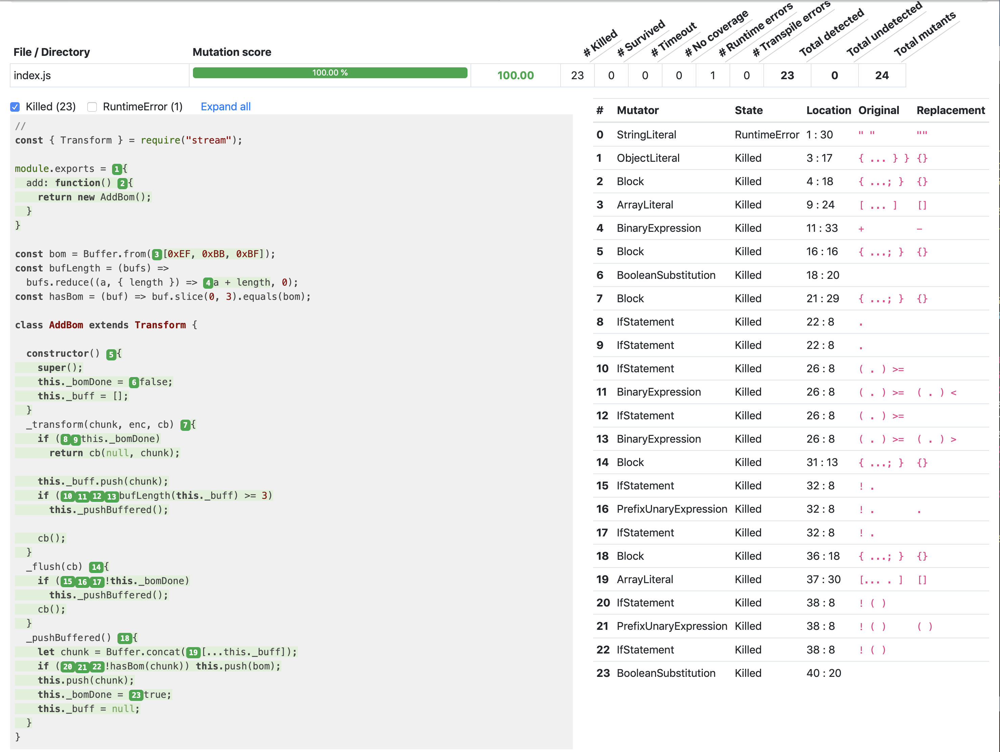 File / Directory Mutation score # Killed # Survived # Timeout # No coverage # Runtime errors # Transpile errors Total detected Total undetected Total mutants
index.js 100.00 % 100.00 23 0 0 0 1 0 23 0 24
Killed (23) RuntimeError (1) Expand all
//
const { Transform } = require("stream");
module.exports = 1{
add: function() 2{
return new AddBom();
}
}
const bom = Buffer.from(3[0xEF, 0xBB, 0xBF]);
const bufLength = (bufs) =>
bufs.reduce((a, { length }) => 4a + length, 0);
const hasBom = (buf) => buf.slice(0, 3).equals(bom);
class AddBom extends Transform {
constructor() 5{
super();
this._bomDone = 6false;
this._buff = [];
}
_transform(chunk, enc, cb) 7{
if (8 9this._bomDone)
return cb(null, chunk);
this._buff.push(chunk);
if (10 11 12 13bufLength(this._buff) >= 3)
this._pushBuffered();
cb();
}
_flush(cb) 14{
if (15 16 17!this._bomDone)
this._pushBuffered();
cb();
}
_pushBuffered() 18{
let chunk = Buffer.concat(19[...this._buff]);
if (20 21 22!hasBom(chunk)) this.push(bom);
this.push(chunk);
this._bomDone = 23true;
this._buff = null;
}
}
# Mutator State Location Original Replacement
0 StringLiteral RuntimeError 1 : 30 " " ""
1 ObjectLiteral Killed 3 : 17 { ... } } {}
2 Block Killed 4 : 18 { ...; } {}
3 ArrayLiteral Killed 9 : 24 [ ... ] []
4 BinaryExpression Killed 11 : 33 + -
5 Block Killed 16 : 16 { ...; } {}
6 BooleanSubstitution Killed 18 : 20
7 Block Killed 21 : 29 { ...; } {}
8 IfStatement Killed 22 : 8 .
9 IfStatement Killed 22 : 8 .
10 IfStatement Killed 26 : 8 ( . ) >=
11 BinaryExpression Killed 26 : 8 ( . ) >= ( . ) <
12 IfStatement Killed 26 : 8 ( . ) >=
13 BinaryExpression Killed 26 : 8 ( . ) >= ( . ) >
14 Block Killed 31 : 13 { ...; } {}
15 IfStatement Killed 32 : 8 ! .
16 PrefixUnaryExpression Killed 32 : 8 ! . .
17 IfStatement Killed 32 : 8 ! .
18 Block Killed 36 : 18 { ...; } {}
19 ArrayLiteral Killed 37 : 30 [... . ] []
20 IfStatement Killed 38 : 8 ! ( )
21 PrefixUnaryExpression Killed 38 : 8 ! ( ) ( )
22 IfStatement Killed 38 : 8 ! ( )
23 BooleanSubstitution Killed 40 : 20